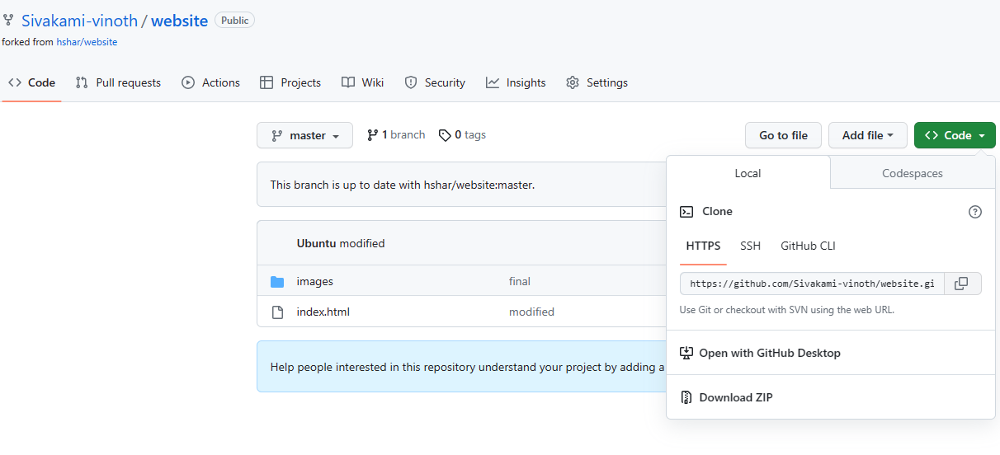 Sivakami-vinoth / website Public
forked from hshar/website
Code Pull requests Actions Projects Wiki Security Insights Settings
master 1 branch 0 tags Go to file Add file Code
Local Codespaces
This branch is up to date with hshar/website:master.
Clone
HTTPS SSH GitHub CLI
Ubuntu modified
images final
https://github.com/Sivakami-vinoth/website.gi
index.html modified
Use Git or checkout with SVN using the web URL.
Open with GitHub Desktop
Help people interested in this repository understand your project by adding a
Download ZIP